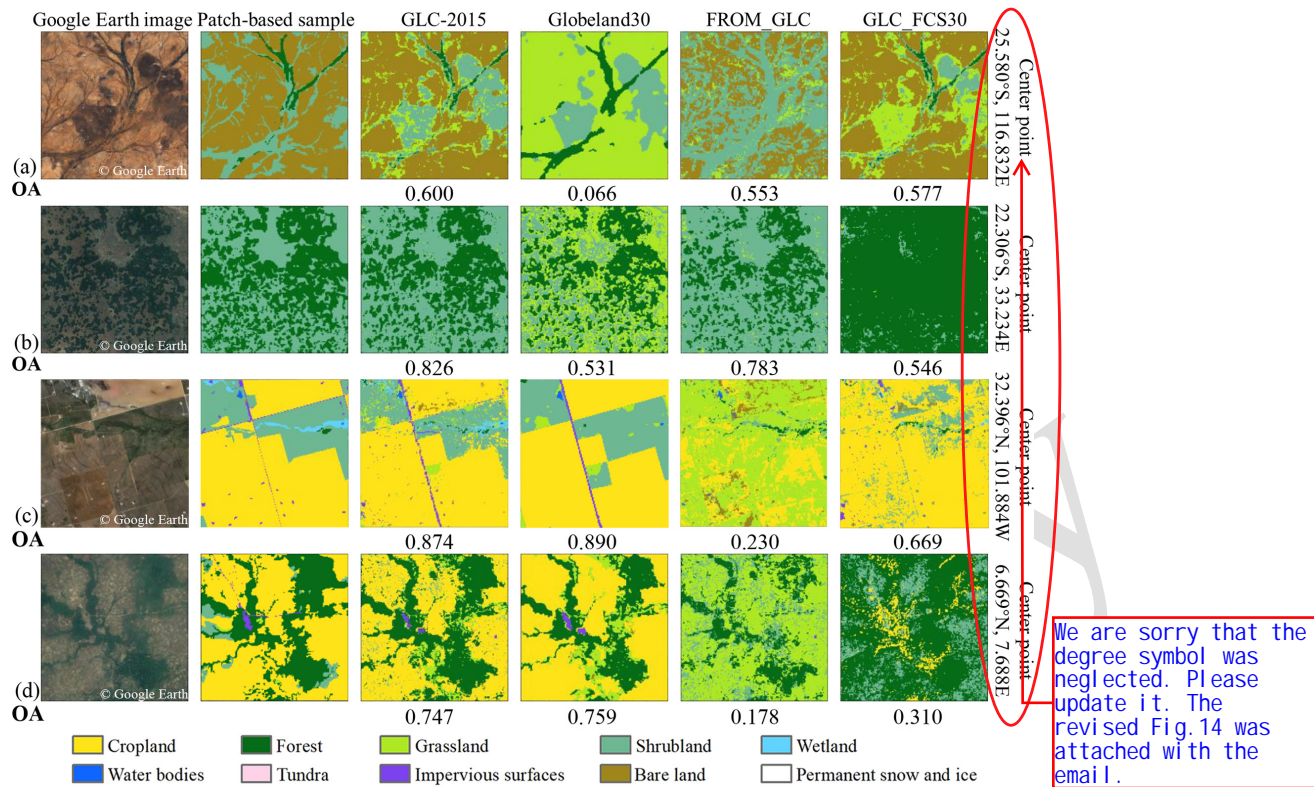 Google Earth image Patch-based sample GLC-2015 Globeland30 FROM_GLC GLC_FCS30
(a) © Google Earth
Center point
25.580°S, 116.832E
OA 0.600 0.066 0.553 0.577
(b) © Google Earth
Center point
22.306°S, 33.234E
OA 0.826 0.531 0.783 0.546
(c) © Google Earth
Center point
32.396°N, 101.884W
OA 0.874 0.890 0.230 0.669
(d) © Google Earth
Center point
6.669°N, 7.688E
OA 0.747 0.759 0.178 0.310
Cropland Forest Grassland Shrubland Wetland
Water bodies Tundra Impervious surfaces Bare land Permanent snow and ice
We are sorry that the
degree symbol was
neglected. Please
update it. The
revised Fig.14 was
attached with the
email.
y